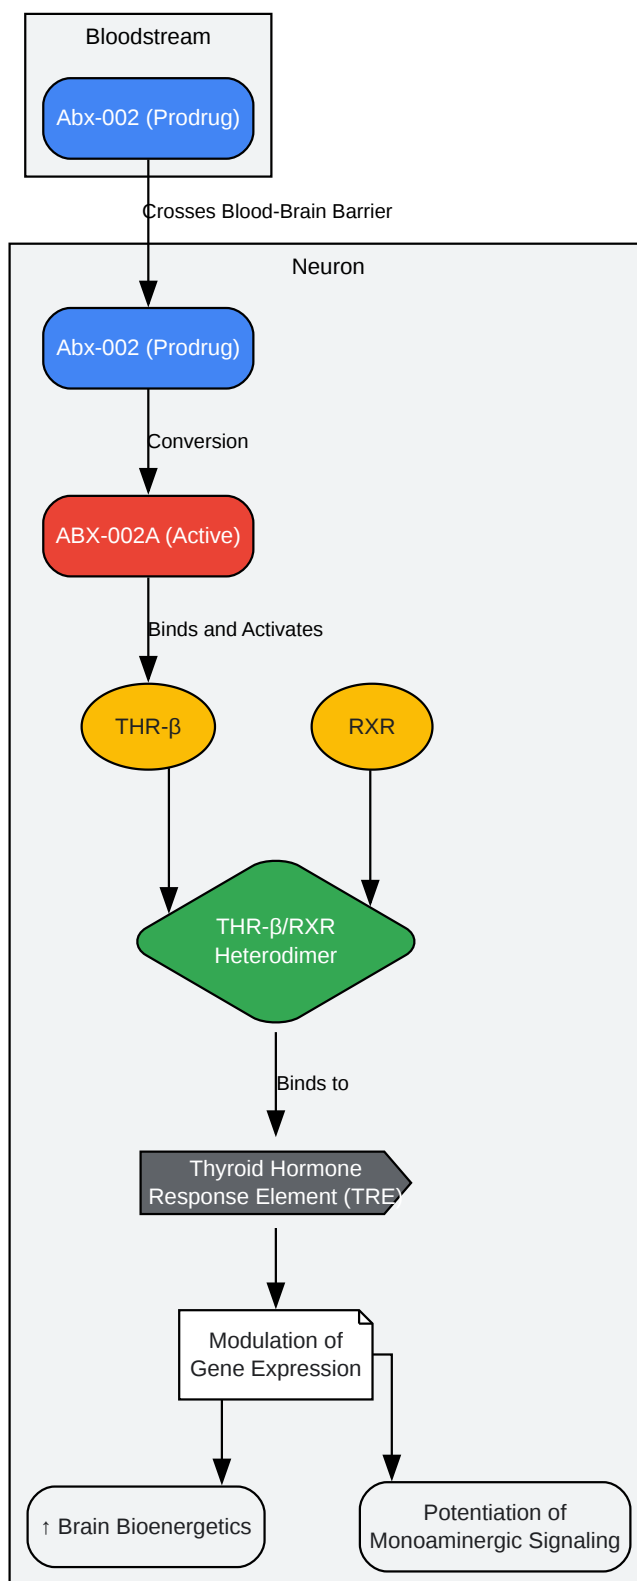 Bloodstream
Abx-002 (Prodrug)
Crosses Blood-Brain Barrier
Neuron
Abx-002 (Prodrug)
Conversion
ABX-002A (Active)
Binds and Activates
THR-β
RXR
THR-β/RXR
Heterodimer
Binds to
Thyroid Hormone
Response Element (TRE)
Modulation of
Gene Expression
↑ Brain Bioenergetics
Potentiation of
Monoaminergic Signaling